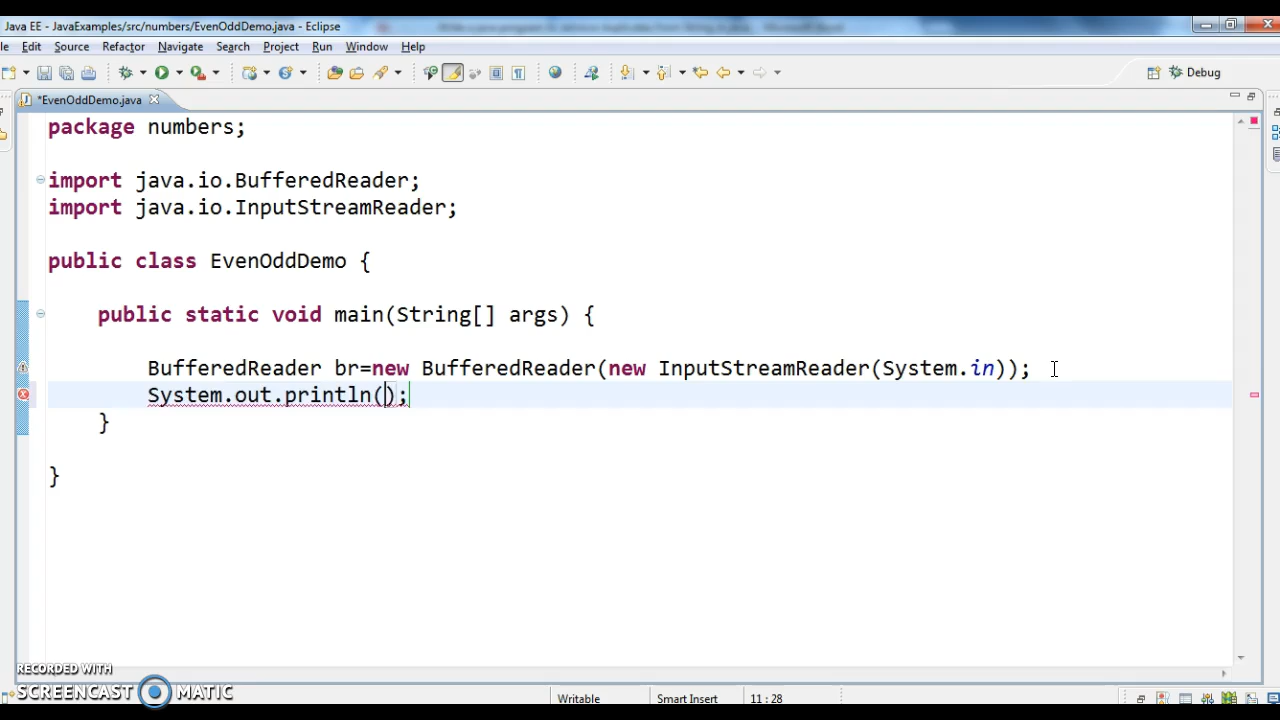 Java EE - JavaExamples/src/numbers/EvenOddDemo.java - Eclipse
le Edit Source Refactor Navigate Search Project Run Window Help
Debug
*EvenOddDemo.java
package numbers;
import java.io.BufferedReader;
import java.io.InputStreamReader;
public class EvenOddDemo {
public static void main(String[] args) {
BufferedReader br=new BufferedReader(new InputStreamReader(System.in));
System.out.println();
}
}
RECORDED WITH
SCREENCAST MATIC
Writable Smart Insert 11 : 28